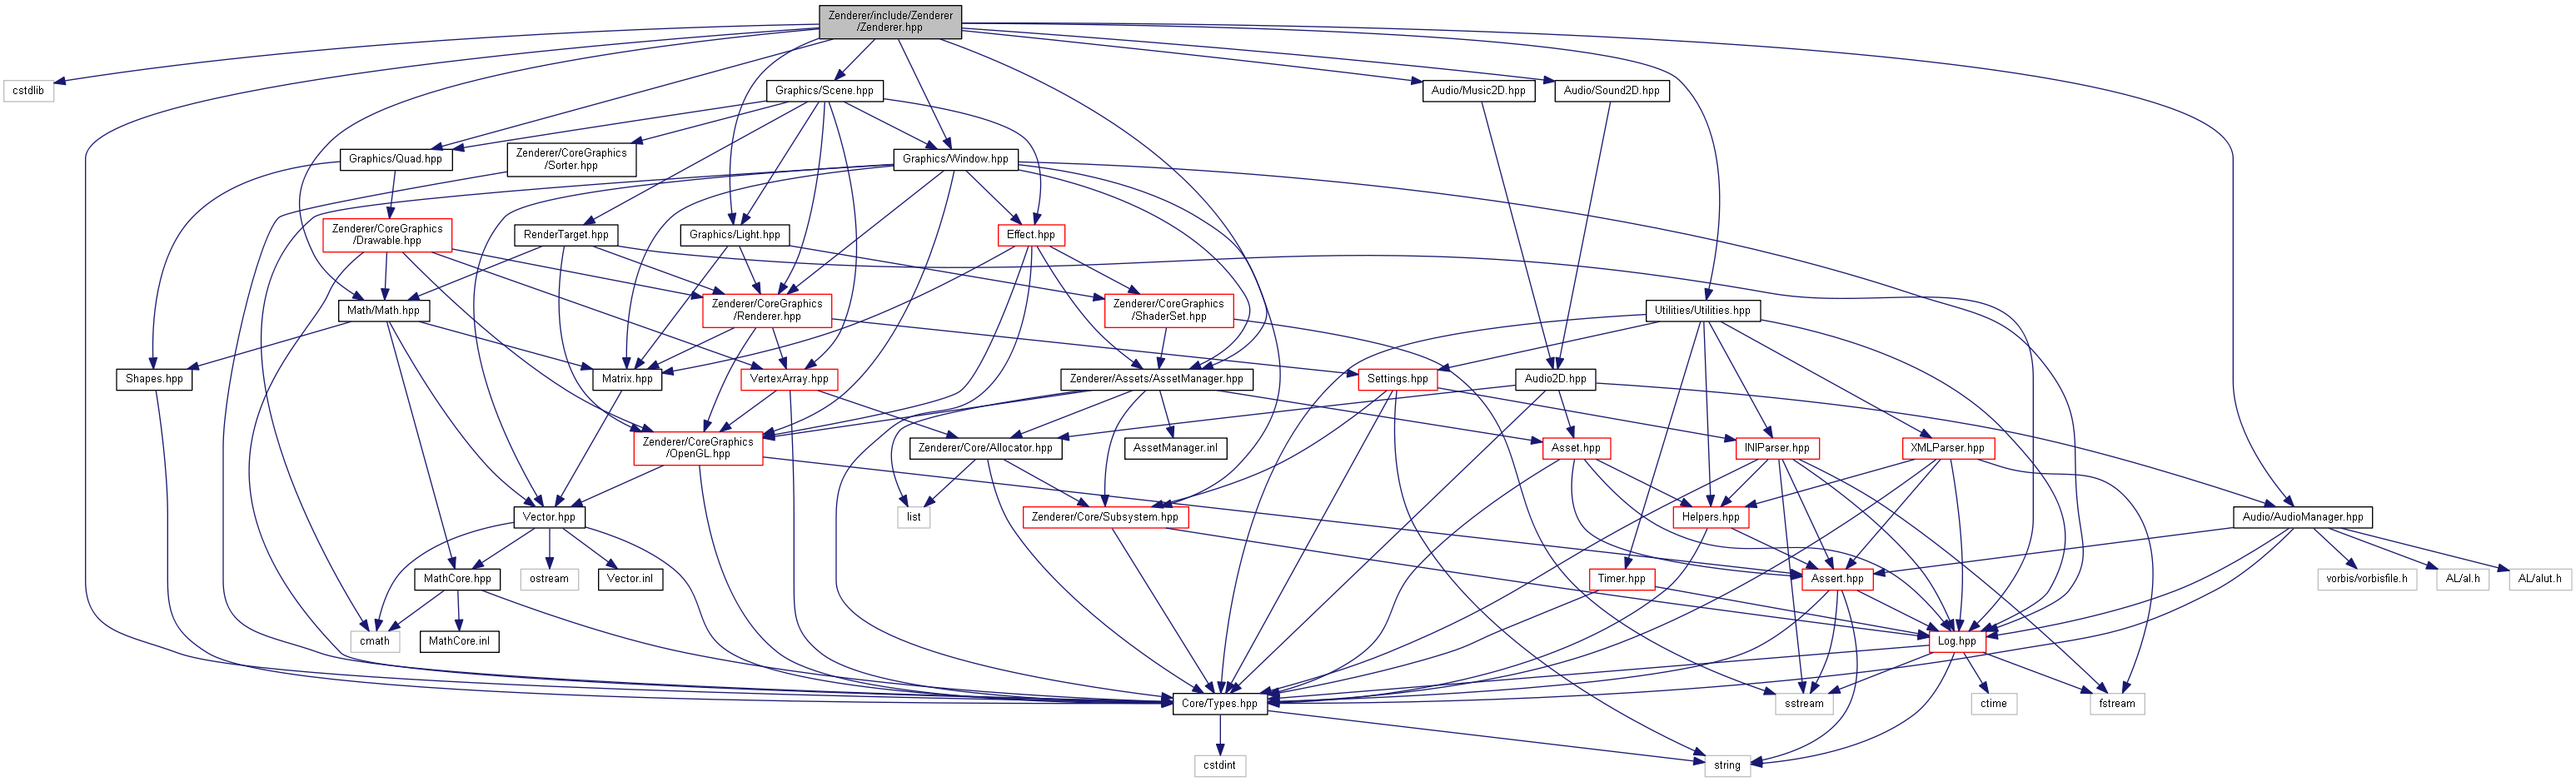 Zenderer/include/Zenderer
/Zenderer.hpp
cstdlib
Graphics/Scene.hpp
Audio/Music2D.hpp
Audio/Sound2D.hpp
Graphics/Quad.hpp
Zenderer/CoreGraphics
/Sorter.hpp
Graphics/Window.hpp
Zenderer/CoreGraphics
/Drawable.hpp
RenderTarget.hpp
Graphics/Light.hpp
Effect.hpp
Math/Math.hpp
Zenderer/CoreGraphics
/Renderer.hpp
Zenderer/CoreGraphics
/ShaderSet.hpp
Utilities/Utilities.hpp
Shapes.hpp
Matrix.hpp
VertexArray.hpp
Zenderer/Assets/AssetManager.hpp
Settings.hpp
Audio2D.hpp
Zenderer/CoreGraphics
/OpenGL.hpp
Zenderer/Core/Allocator.hpp
AssetManager.inl
Asset.hpp
INIParser.hpp
XMLParser.hpp
Vector.hpp
list
Zenderer/Core/Subsystem.hpp
Helpers.hpp
Audio/AudioManager.hpp
MathCore.hpp
ostream
Vector.inl
Timer.hpp
Assert.hpp
vorbis/vorbisfile.h
AL/al.h
AL/alut.h
cmath
MathCore.inl
Log.hpp
Core/Types.hpp
sstream
ctime
fstream
cstdint
string